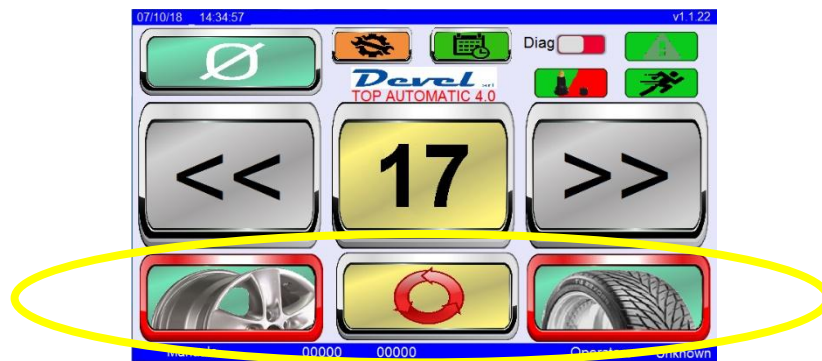 07/10/18 14:34:57 v1.1.22
Ø
Diag
Devel srl
TOP AUTOMATIC 4.0
<< 17 >>
00000 00000 Unknown